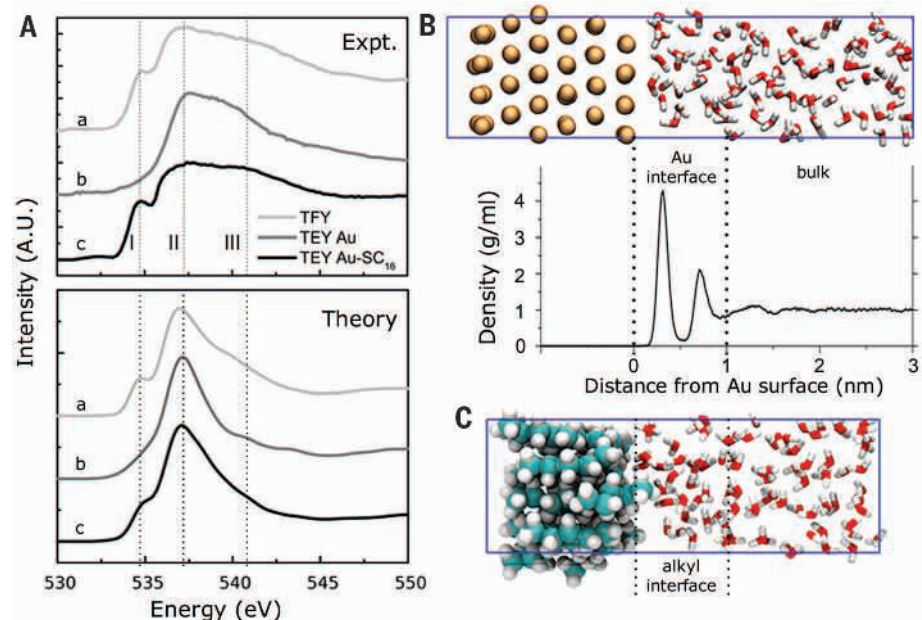 A
Expt.
a
b
c
I
II
III
TFY
TEY Au
TEY Au-SC₁₆
Theory
a
b
c
Intensity (A.U.)
530 535 540 545 550
Energy (eV)
B
Au
interface
bulk
4
3
2
1
0
Density (g/ml)
0 1 2 3
Distance from Au surface (nm)
C
alkyl
interface